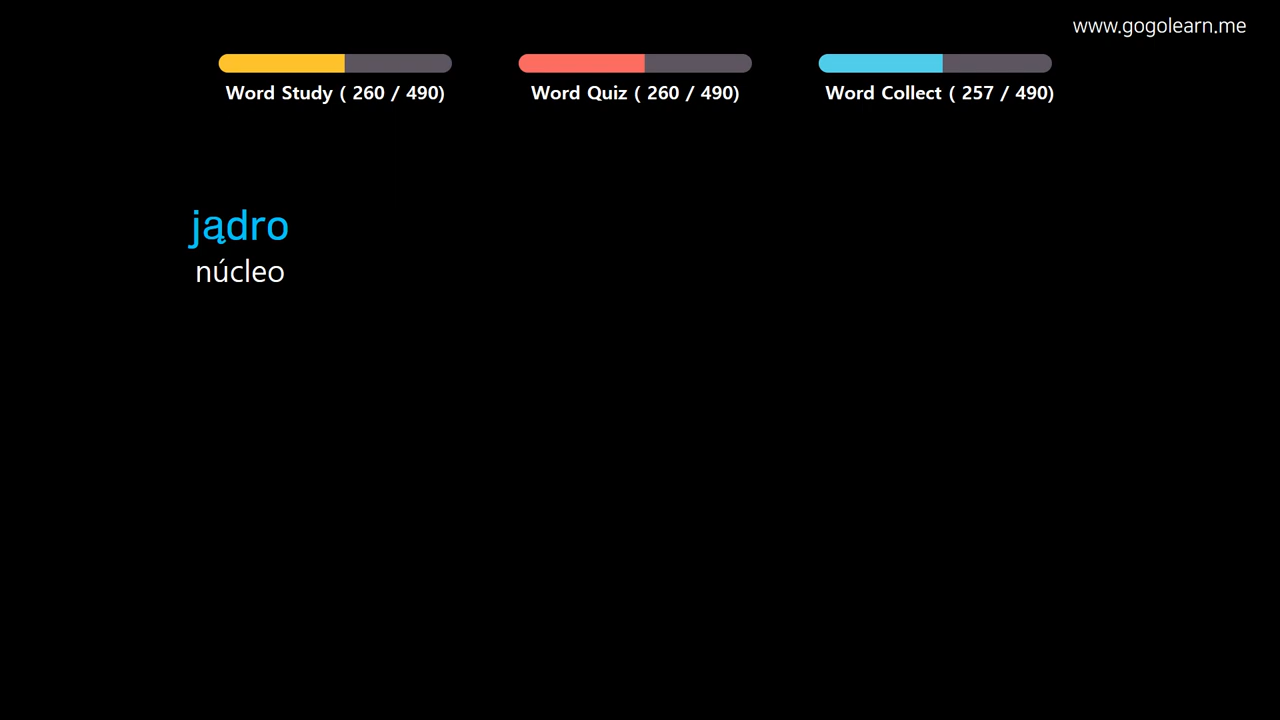 www.gogolearn.me
Word Study ( 260 / 490)
Word Quiz ( 260 / 490)
Word Collect ( 257 / 490)
jądro
núcleo